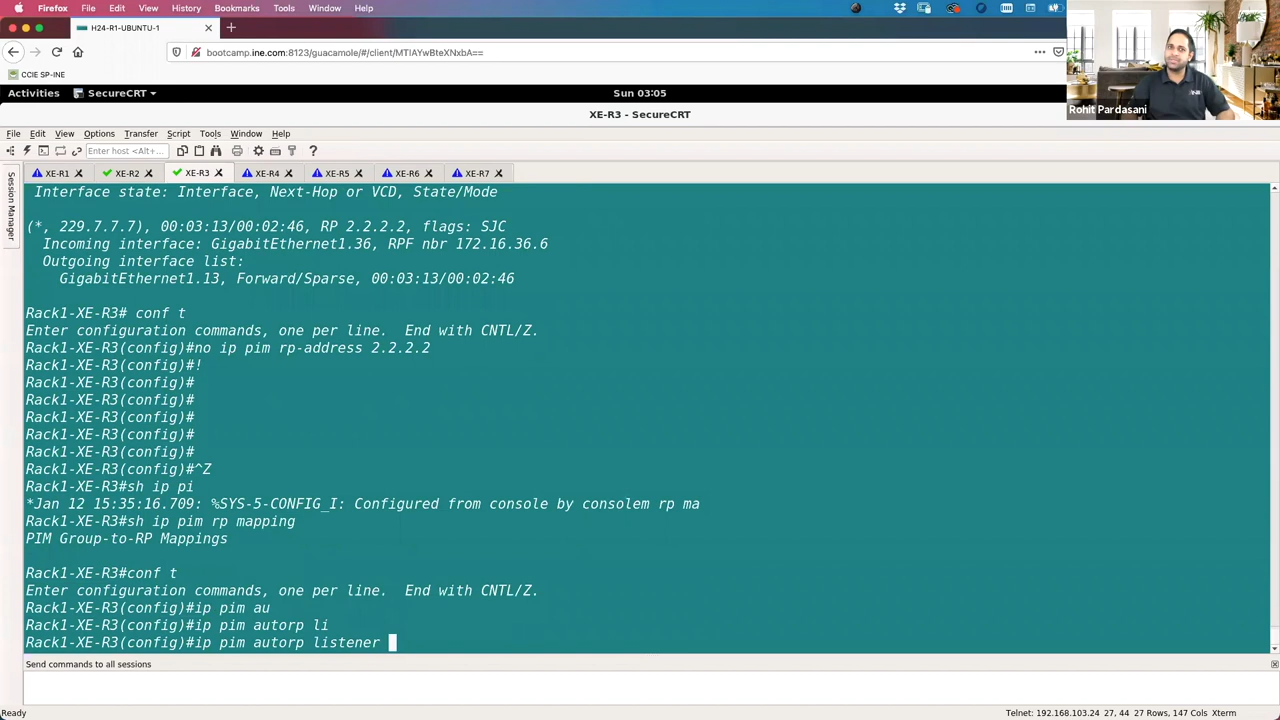 Firefox File Edit View History Bookmarks Tools Window Help
H24-R1-UBUNTU-1
bootcamp.ine.com:8123/guacamole/#/client/MTIAYwBteXNxbA==
CCIE SP-INE
Activities SecureCRT Sun 03:05
Rohit Pardasani
XE-R3 - SecureCRT
File Edit View Options Transfer Script Tools Window Help
Enter host <Alt+...
XE-R1 XE-R2 XE-R3 XE-R4 XE-R5 XE-R6 XE-R7
Session Manager
Interface state: Interface, Next-Hop or VCD, State/Mode
(*, 229.7.7.7), 00:03:13/00:02:46, RP 2.2.2.2, flags: SJC
Incoming interface: GigabitEthernet1.36, RPF nbr 172.16.36.6
Outgoing interface list:
GigabitEthernet1.13, Forward/Sparse, 00:03:13/00:02:46
Rack1-XE-R3# conf t
Enter configuration commands, one per line.  End with CNTL/Z.
Rack1-XE-R3(config)#no ip pim rp-address 2.2.2.2
Rack1-XE-R3(config)#!
Rack1-XE-R3(config)#
Rack1-XE-R3(config)#
Rack1-XE-R3(config)#
Rack1-XE-R3(config)#
Rack1-XE-R3(config)#
Rack1-XE-R3(config)#^Z
Rack1-XE-R3#sh ip pi
*Jan 12 15:35:16.709: %SYS-5-CONFIG_I: Configured from console by consolem rp ma
Rack1-XE-R3#sh ip pim rp mapping
PIM Group-to-RP Mappings
Rack1-XE-R3#conf t
Enter configuration commands, one per line.  End with CNTL/Z.
Rack1-XE-R3(config)#ip pim au
Rack1-XE-R3(config)#ip pim autorp li
Rack1-XE-R3(config)#ip pim autorp listener
Send commands to all sessions
Ready Telnet: 192.168.103.24 27, 44 27 Rows, 147 Cols Xterm